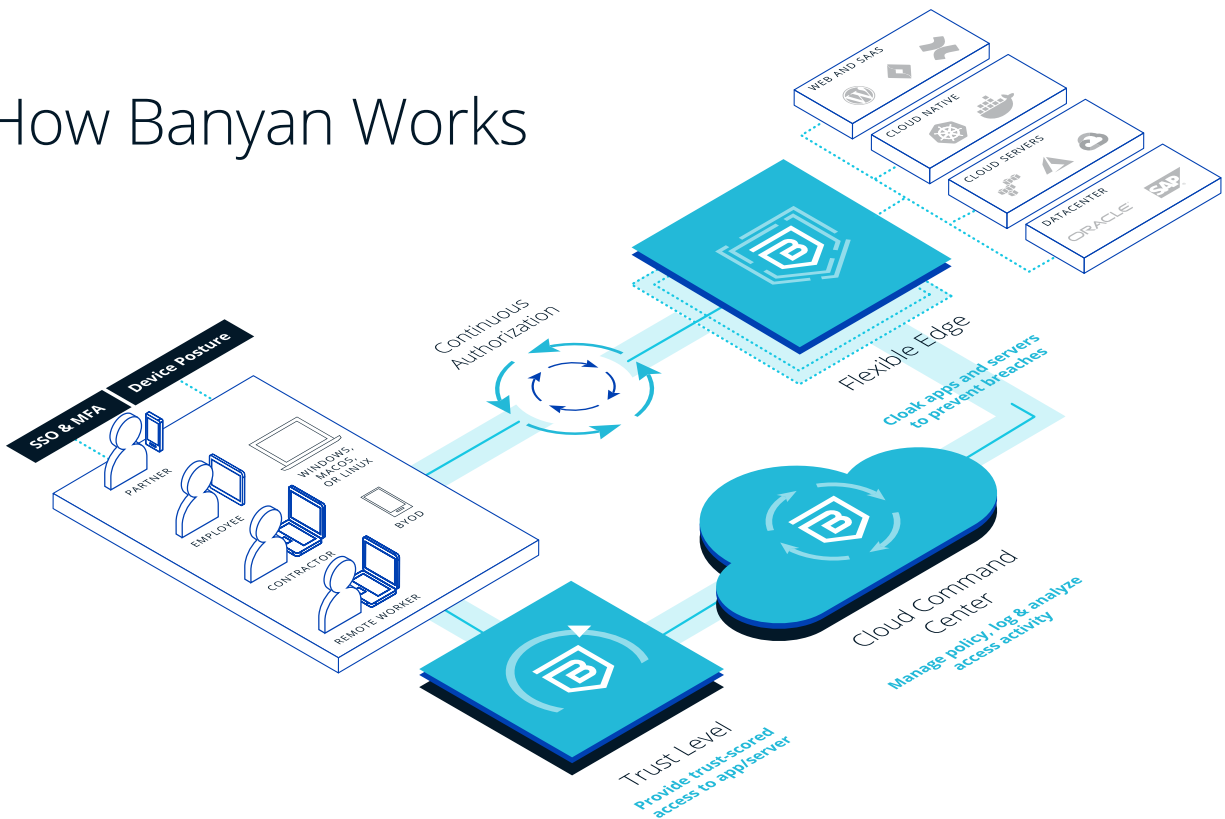 How Banyan Works
WEB AND SAAS
CLOUD NATIVE
CLOUD SERVERS
DATACENTER
ORACLE
SAP
Continuous
Authorization
Flexible Edge
Cloak apps and servers
to prevent breaches
SSO & MFA
Device Posture
PARTNER
EMPLOYEE
CONTRACTOR
REMOTE WORKER
WINDOWS,
MACOS,
OR LINUX
BYOD
Cloud Command
Center
Manage policy, log & analyze
access activity
Trust Level
Provide trust-scored
access to app/server